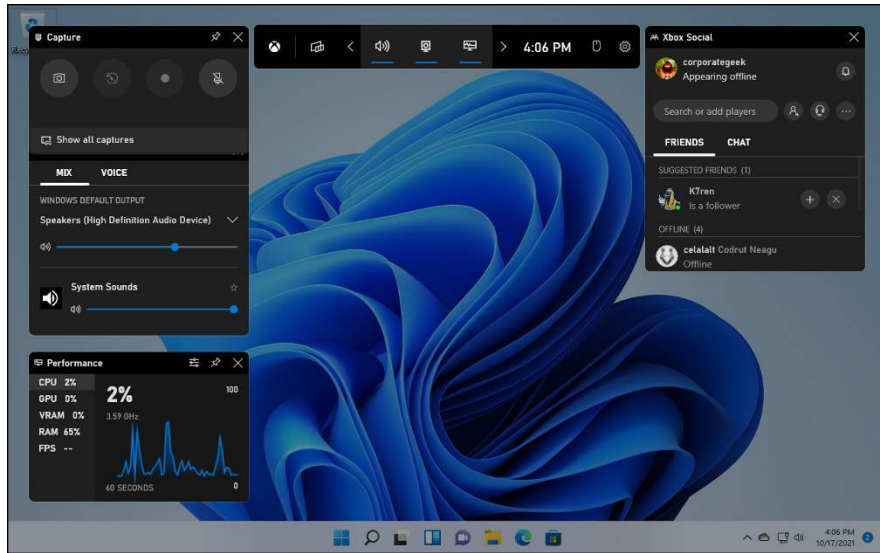 Capture
Show all captures
MIX VOICE
WINDOWS DEFAULT OUTPUT
Speakers (High Definition Audio Device)
System Sounds
Performance
CPU 2%
GPU 0%
VRAM 0%
RAM 65%
FPS --
2%
100
3.59 GHz
60 SECONDS
0
4:06 PM
Xbox Social
corporategeek
Appearing offline
Search or add players
FRIENDS CHAT
SUGGESTED FRIENDS (1)
K7ren
Is a follower
OFFLINE (4)
celalalt Codrut Neagu
Offline
4:06 PM
10/17/2021
2